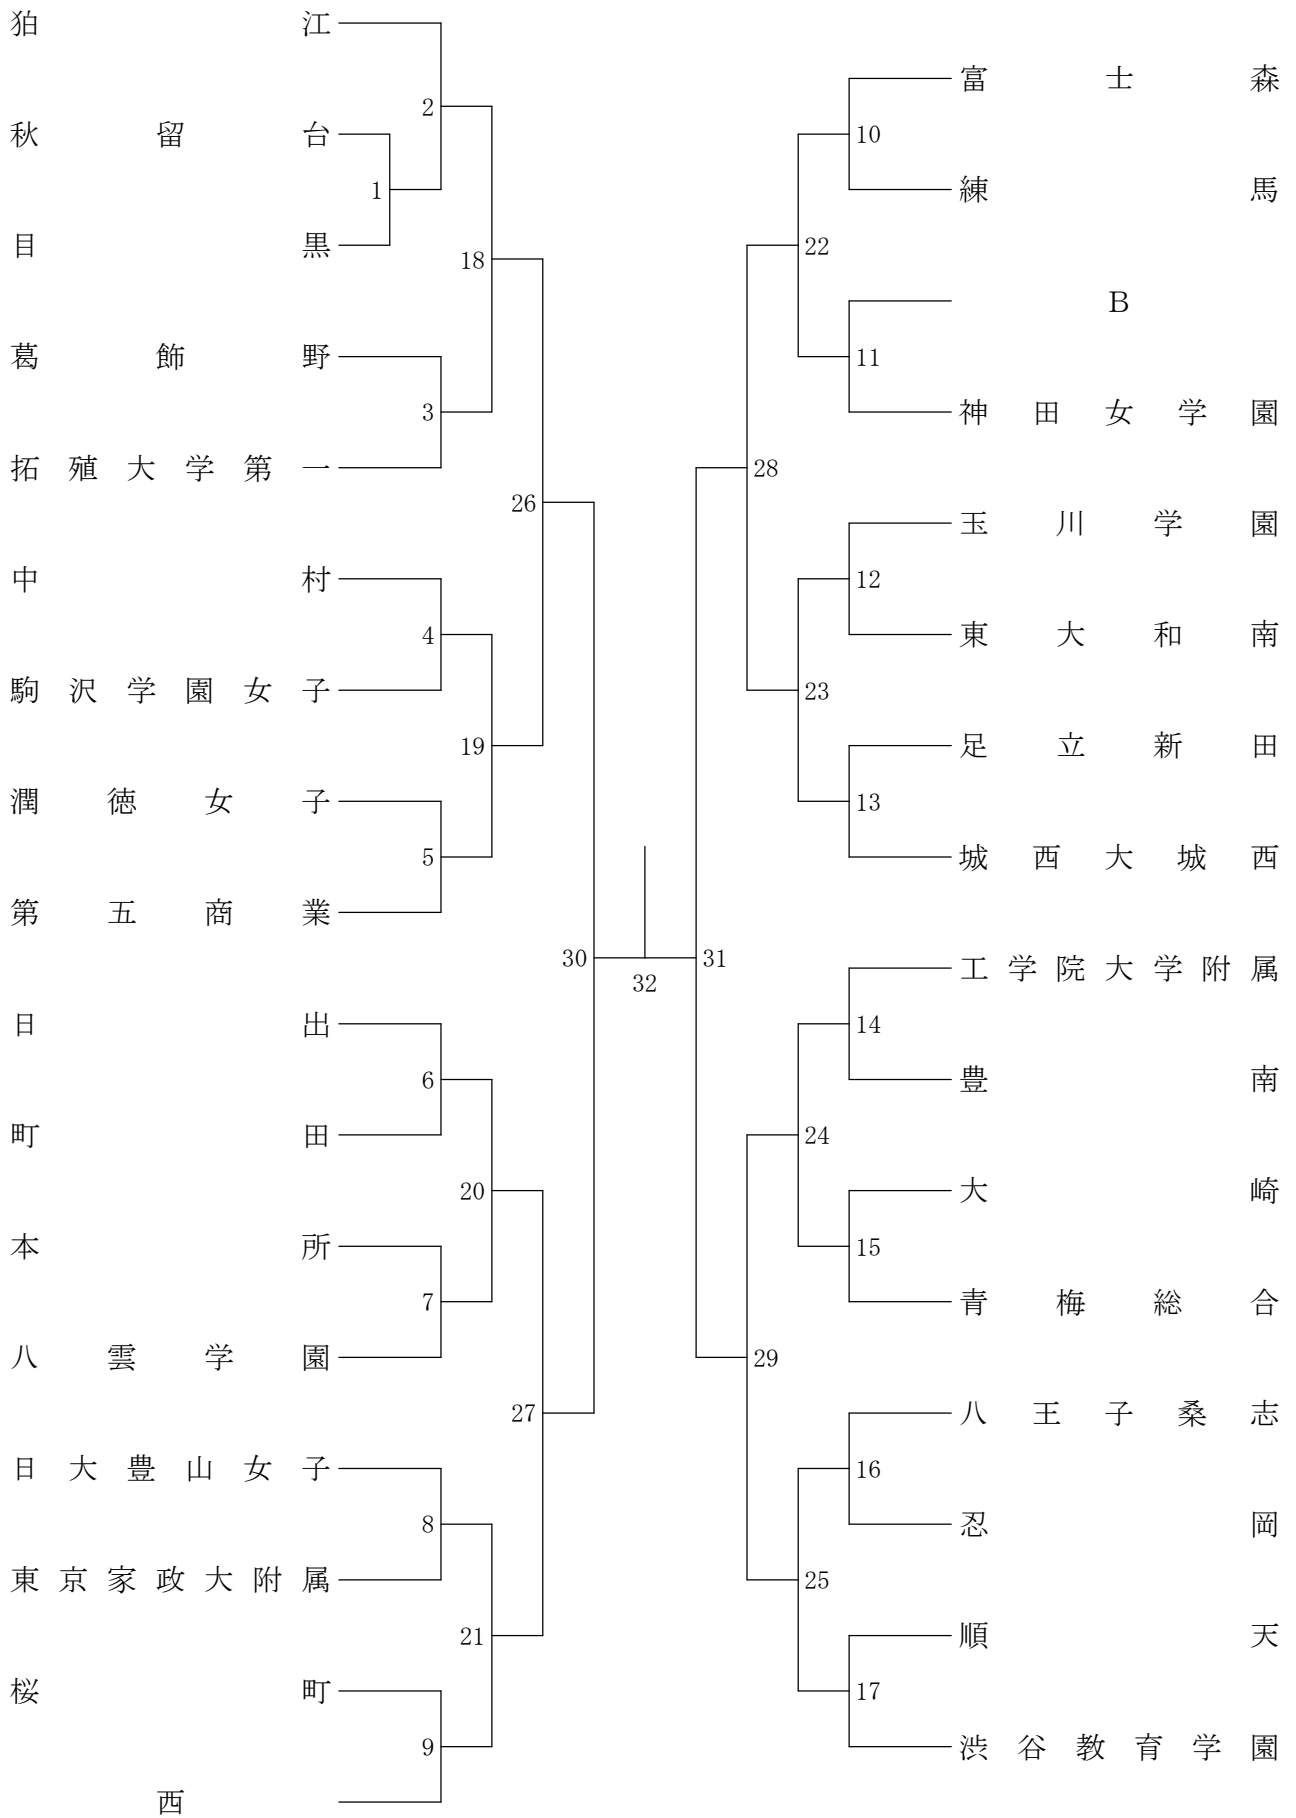 狛江
2
秋留台
1
目黒
18
葛飾野
3
拓殖大学第一
26
中村
4
駒沢学園女子
19
潤徳女子
5
第五商業
30
32
日出
6
町田
20
本所
7
八雲学園
27
日大豊山女子
8
東京家政大附属
21
桜町
9
西
富士森
10
練馬
22
B
11
神田女学園
28
玉川学園
12
東大和南
23
足立新田
13
城西大城西
31
工学院大学附属
14
豊南
24
大崎
15
青梅総合
29
八王子桑志
16
忍岡
25
順天
17
渋谷教育学園